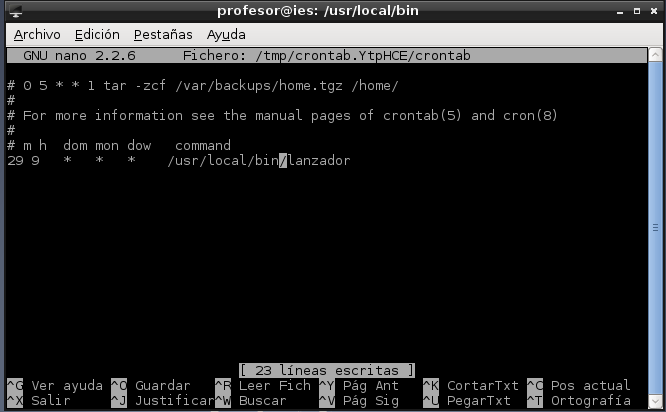 profesor@ies: /usr/local/bin
Archivo Edición Pestañas Ayuda
GNU nano 2.2.6 Fichero: /tmp/crontab.YtpHCE/crontab
# 0 5 * * 1 tar -zcf /var/backups/home.tgz /home/
#
# For more information see the manual pages of crontab(5) and cron(8)
#
# m h  dom mon dow   command
29 9   *   *   *    /usr/local/bin/lanzador
[ 23 líneas escritas ]
^G Ver ayuda ^O Guardar ^R Leer Fich ^Y Pág Ant ^K CortarTxt ^C Pos actual
^X Salir ^J Justificar ^W Buscar ^V Pág Sig ^U PegarTxt ^T Ortografía